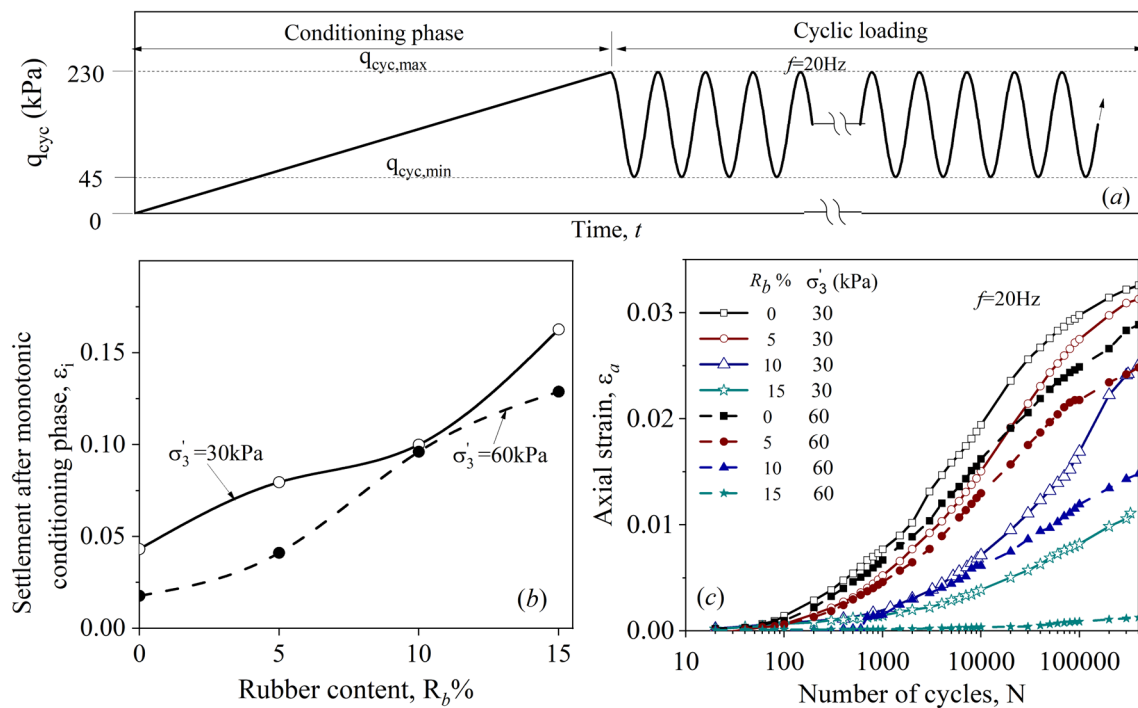 Conditioning phase
Cyclic loading
(a)
q_cyc (kPa)
230
45
0
q_cyc,max
q_cyc,min
f=20Hz
Time, t
Settlement after monotonic
conditioning phase, ε_i
0.15
0.10
0.05
0.00
0 5 10 15
Rubber content, R_b%
σ'_3=30kPa
σ'_3=60kPa
(b)
Axial strain, ε_a
0.03
0.02
0.01
0.00
10 100 1000 10000 100000
Number of cycles, N
R_b % σ'_3 (kPa)
0 30
5 30
10 30
15 30
0 60
5 60
10 60
15 60
f=20Hz
(c)